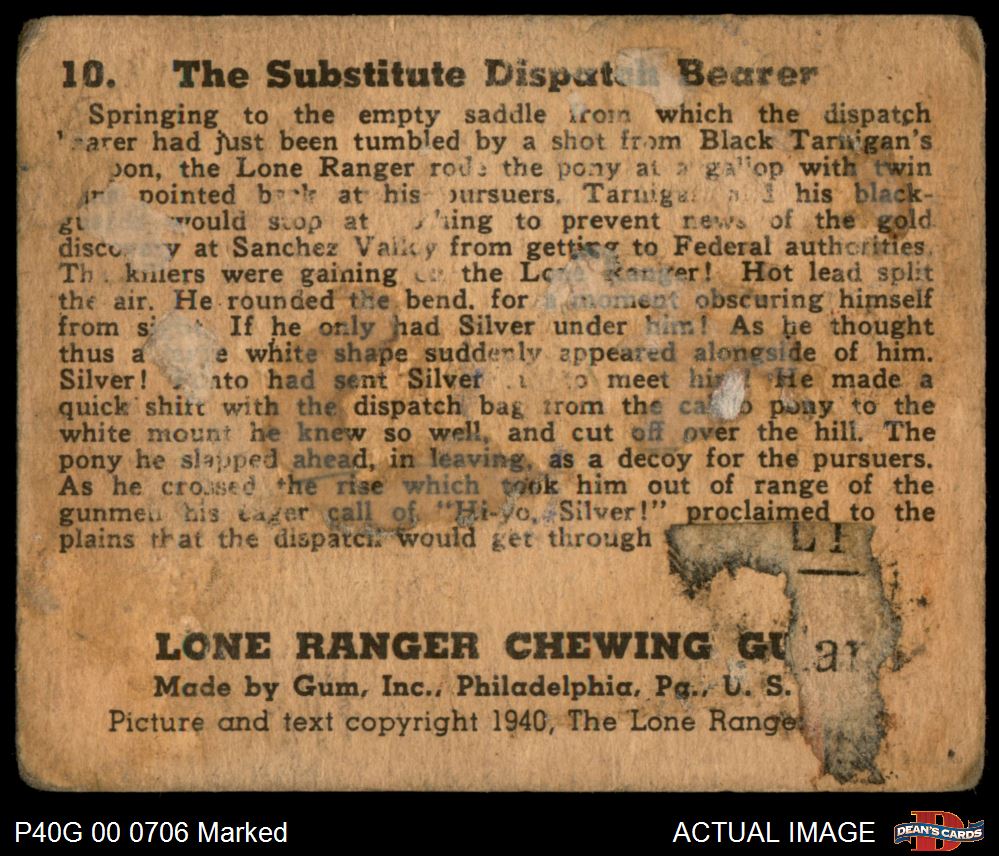 10. The Substitute Dispatch Bearer
Springing to the empty saddle from which the dispatch
had just been tumbled by a shot from Black Tarnigan's
the Lone Ranger rode the pony at a gallop with twin
pointed back at his pursuers. Tarnigan and his black-
would stop at to prevent news of the gold
discovery at Sanchez Valley from getting to Federal authorities.
The killers were gaining on the Lone Ranger! Hot lead split
the air. He rounded the bend. for a moment obscuring himself
from sight. If he only had Silver under him! As he thought
thus a white shape suddenly appeared alongside of him.
Silver! had sent Silver to meet him! He made a
quick shift with the dispatch bag from the pony to the
white mount he knew so well, and cut off over the hill. The
pony he slapped ahead, in leaving, as a decoy for the pursuers.
As he crossed the rise which took him out of range of the
gunmen his eager call of "Hi-Yo, Silver!" proclaimed to the
plains that the dispatch would get through
LONE RANGER CHEWING
Made by Gum, Inc., Philadelphia, Pa., U. S.
Picture and text copyright 1940, The Lone
P40G 00 0706 Marked
ACTUAL IMAGE
DEAN'S CARDS